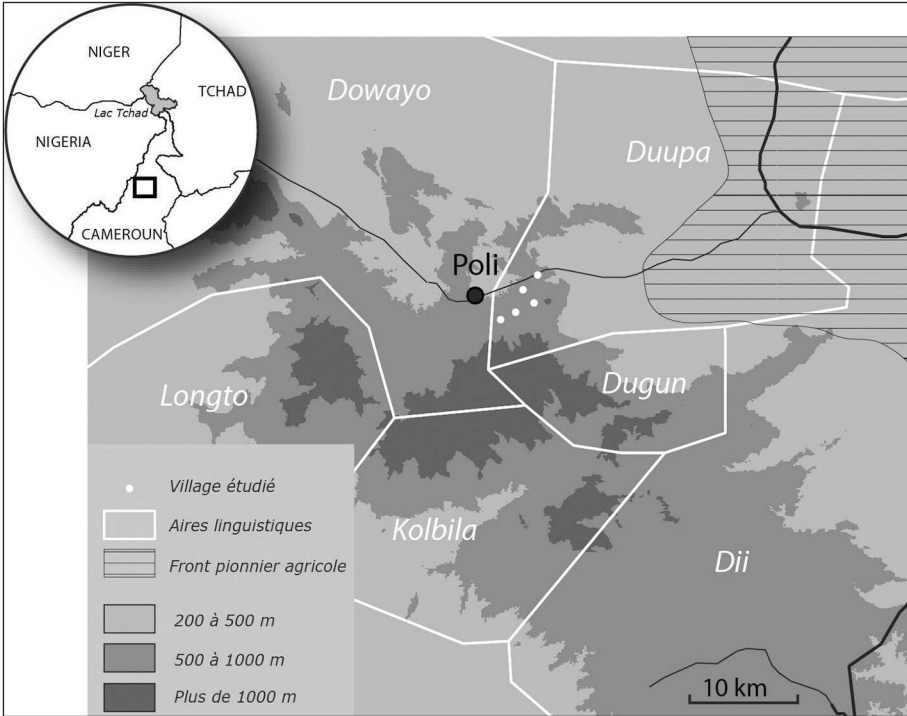 NIGER
TCHAD
Lac Tchad
NIGERIA
CAMEROUN
Dowayo
Duupa
Poli
Longto
Dugun
Kolbila
Dii
Village étudié
Aires linguistiques
Front pionnier agricole
200 à 500 m
500 à 1000 m
Plus de 1000 m
10 km